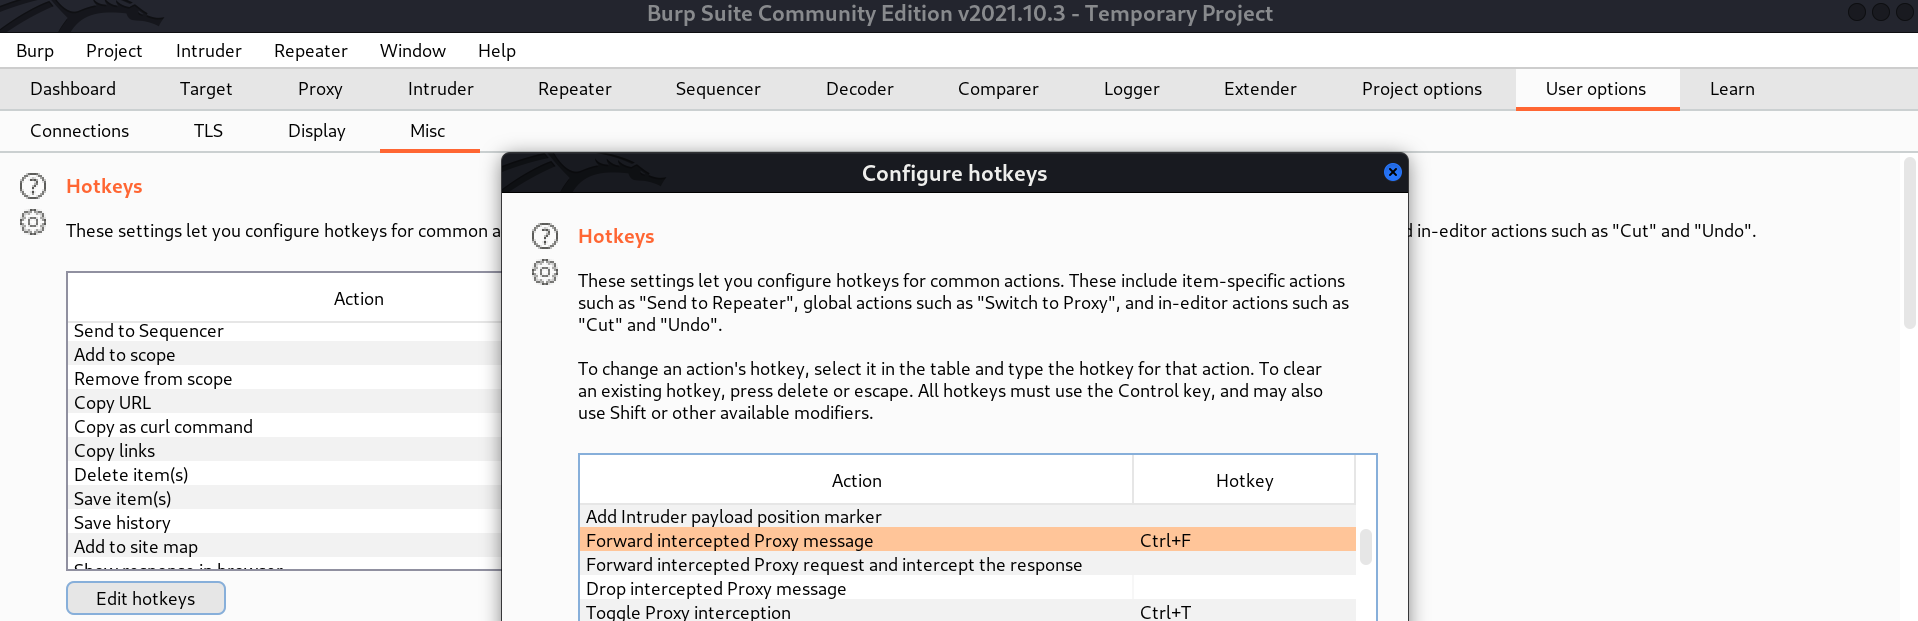 Burp Suite Community Edition v2021.10.3 - Temporary Project
Burp Project Intruder Repeater Window Help
Dashboard Target Proxy Intruder Repeater Sequencer Decoder Comparer Logger Extender Project options User options Learn
Connections TLS Display Misc
Hotkeys
These settings let you configure hotkeys for common a
d in-editor actions such as "Cut" and "Undo".
Action
Send to Sequencer
Add to scope
Remove from scope
Copy URL
Copy as curl command
Copy links
Delete item(s)
Save item(s)
Save history
Add to site map
Show response in browser
Edit hotkeys
Configure hotkeys
Hotkeys
These settings let you configure hotkeys for common actions. These include item-specific actions
such as "Send to Repeater", global actions such as "Switch to Proxy", and in-editor actions such as
"Cut" and "Undo".
To change an action's hotkey, select it in the table and type the hotkey for that action. To clear
an existing hotkey, press delete or escape. All hotkeys must use the Control key, and may also
use Shift or other available modifiers.
Action Hotkey
Add Intruder payload position marker
Forward intercepted Proxy message Ctrl+F
Forward intercepted Proxy request and intercept the response
Drop intercepted Proxy message
Toggle Proxy interception Ctrl+T